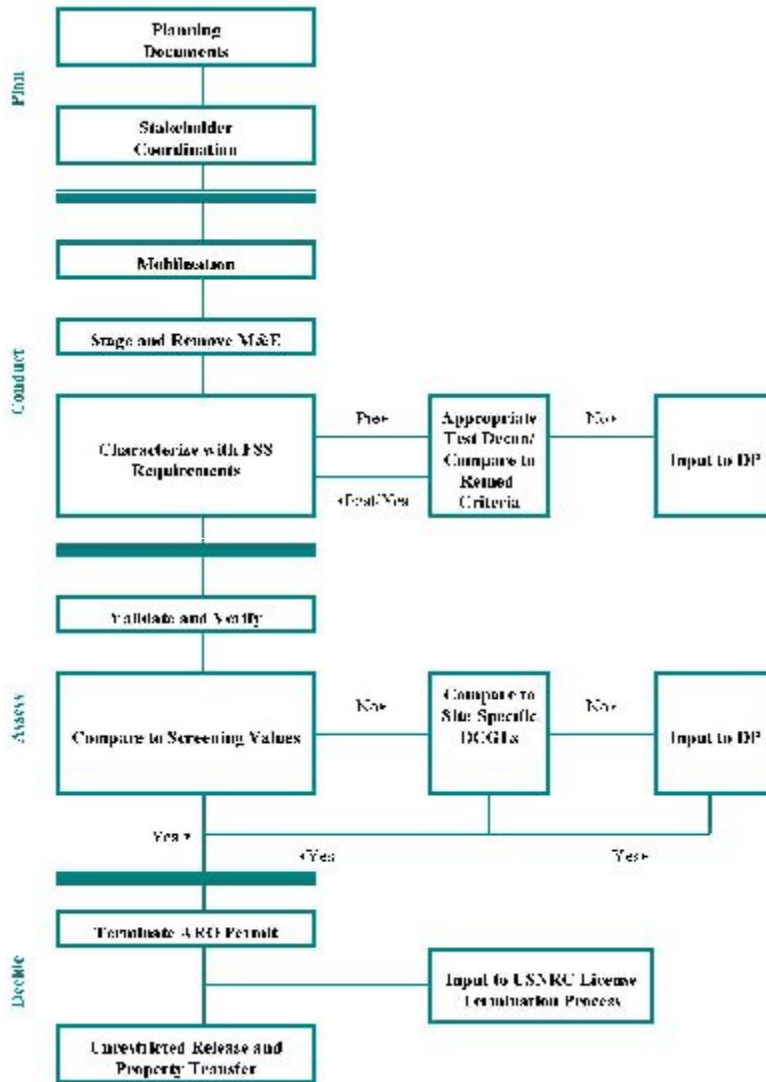 Plan
Planning
Documents
Stakeholder
Coordination
Conduct
Mobilization
Stage and Remove M&E
Characterize with FSS
Requirements
Pre
Post/Yes
Appropriate
Test Decon/
Compare to
Remed
Criteria
No
Input to DP
Assess
Validate and Verify
Compare to Screening Values
No
Compare to
Site Specific
DCGLs
No
Input to DP
Yes
Yes
Yes
Decide
Terminate ARO Permit
Input to USNRC License
Termination Process
Unrestricted Release and
Property Transfer